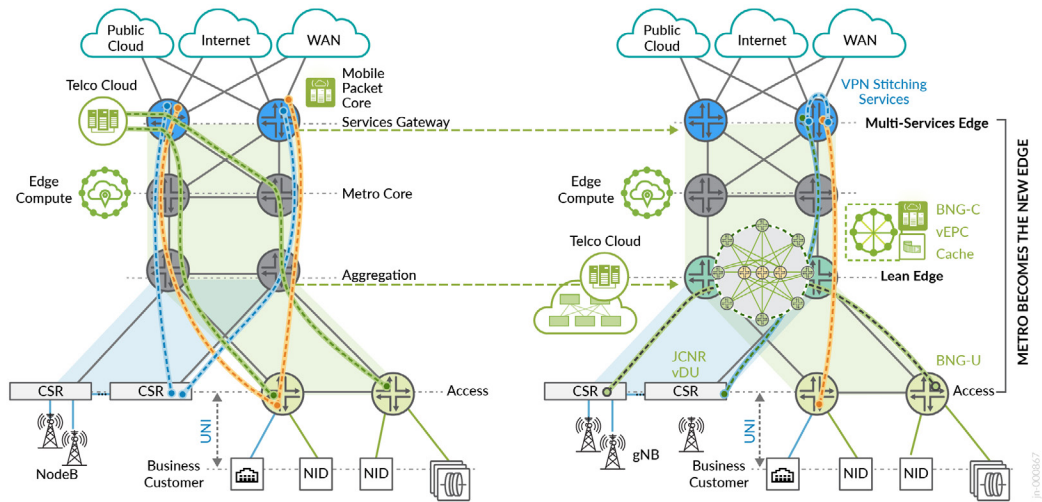 Public
Cloud
Internet
WAN
Telco Cloud
Mobile
Packet
Core
Services Gateway
Edge
Compute
Metro Core
Aggregation
CSR
...
CSR
Access
NodeB
UNI
Business
Customer
NID
NID
Public
Cloud
Internet
WAN
VPN Stitching
Services
Multi-Services Edge
Edge
Compute
BNG-C
vEPC
Cache
Telco Cloud
Lean Edge
JCNR
vDU
BNG-U
CSR
...
CSR
Access
gNB
UNI
Business
Customer
NID
NID
METRO BECOMES THE NEW EDGE
jn-000867